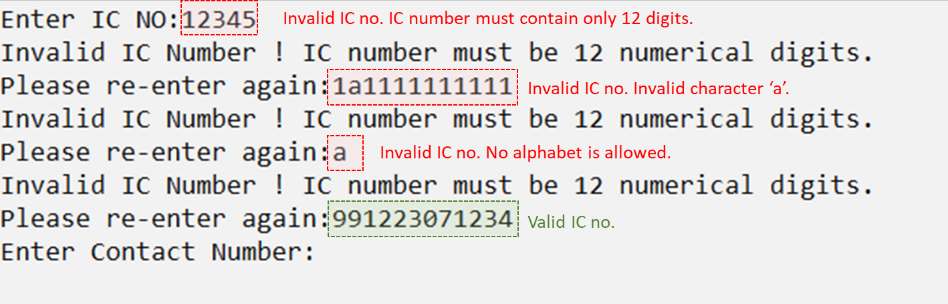 Enter IC NO:12345 Invalid IC no. IC number must contain only 12 digits.
Invalid IC Number ! IC number must be 12 numerical digits.
Please re-enter again:1a1111111111 Invalid IC no. Invalid character ‘a’.
Invalid IC Number ! IC number must be 12 numerical digits.
Please re-enter again:a Invalid IC no. No alphabet is allowed.
Invalid IC Number ! IC number must be 12 numerical digits.
Please re-enter again:991223071234 Valid IC no.
Enter Contact Number: